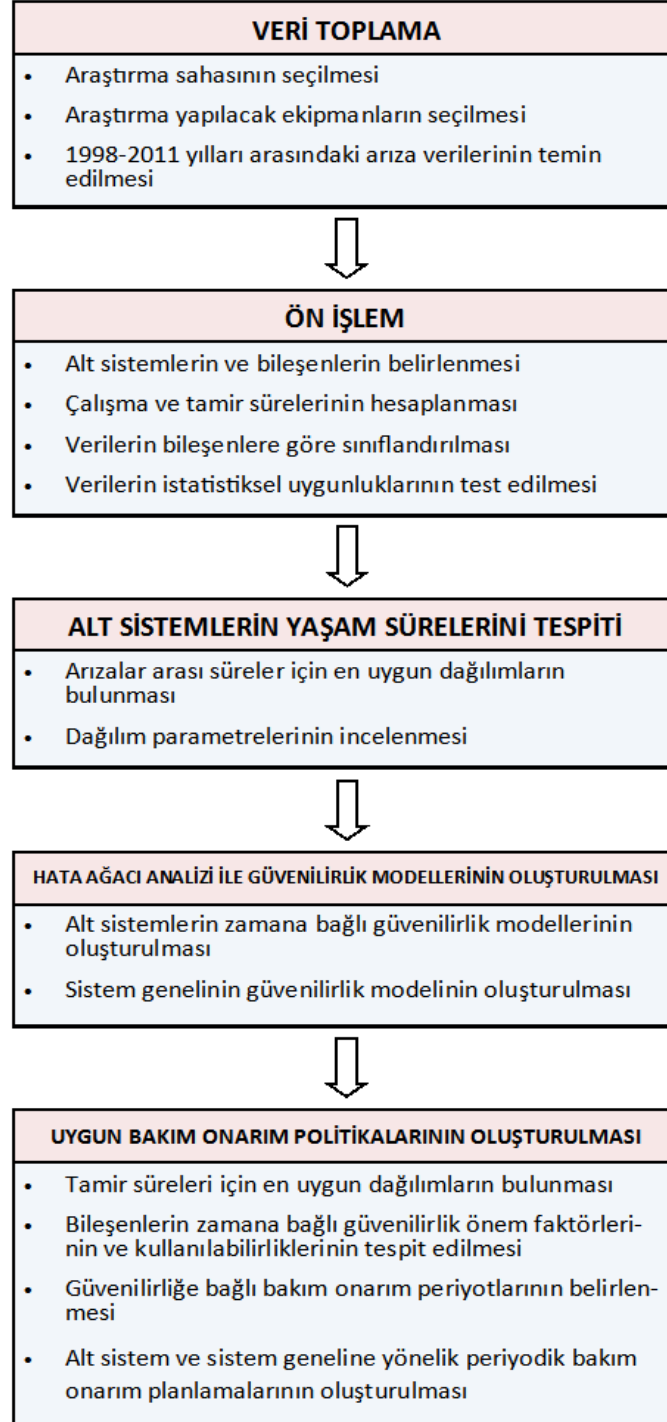 VERİ TOPLAMA
• Araştırma sahasının seçilmesi
• Araştırma yapılacak ekipmanların seçilmesi
• 1998-2011 yılları arasındaki arıza verilerinin temin
edilmesi
ÖN İŞLEM
• Alt sistemlerin ve bileşenlerin belirlenmesi
• Çalışma ve tamir sürelerinin hesaplanması
• Verilerin bileşenlere göre sınıflandırılması
• Verilerin istatistiksel uygunluklarının test edilmesi
ALT SİSTEMLERİN YAŞAM SÜRELERİNİ TESPİTİ
• Arızalar arası süreler için en uygun dağılımların
bulunması
• Dağılım parametrelerinin incelenmesi
HATA AĞACI ANALİZİ İLE GÜVENİLİRLİK MODELLERİNİN OLUŞTURULMASI
• Alt sistemlerin zamana bağlı güvenilirlik modellerinin
oluşturulması
• Sistem genelinin güvenilirlik modelinin oluşturulması
UYGUN BAKIM ONARIM POLİTİKALARININ OLUŞTURULMASI
• Tamir süreleri için en uygun dağılımların bulunması
• Bileşenlerin zamana bağlı güvenilirlik önem faktörleri-
nin ve kullanılabilirliklerinin tespit edilmesi
• Güvenilirliğe bağlı bakım onarım periyotlarının belirlen-
mesi
• Alt sistem ve sistem geneline yönelik periyodik bakım
onarım planlamalarının oluşturulması